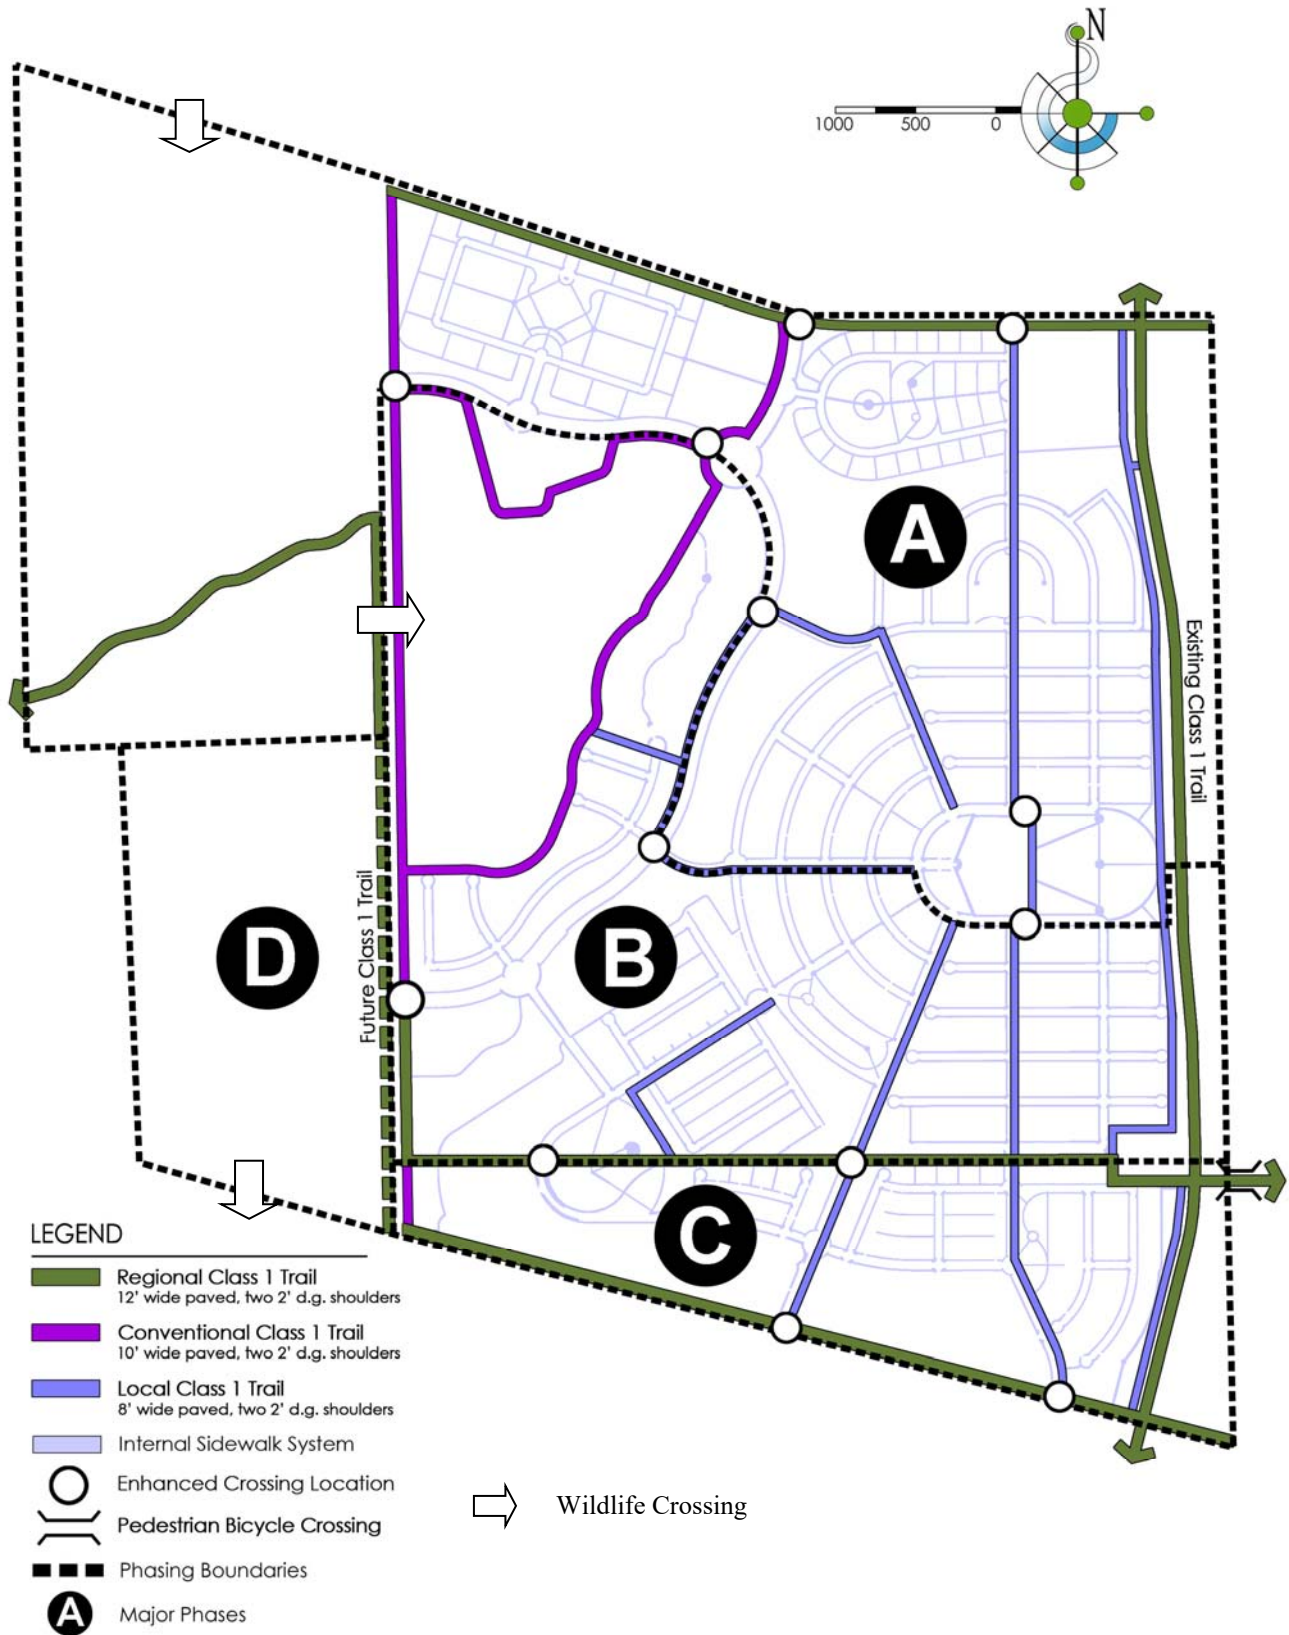 N
1000 500 0
A
Existing Class 1 Trail
D
Future Class 1 Trail
B
C
LEGEND
Regional Class 1 Trail
12' wide paved, two 2' d.g. shoulders
Conventional Class 1 Trail
10' wide paved, two 2' d.g. shoulders
Local Class 1 Trail
8' wide paved, two 2' d.g. shoulders
Internal Sidewalk System
Enhanced Crossing Location
Pedestrian Bicycle Crossing
Phasing Boundaries
A Major Phases
Wildlife Crossing